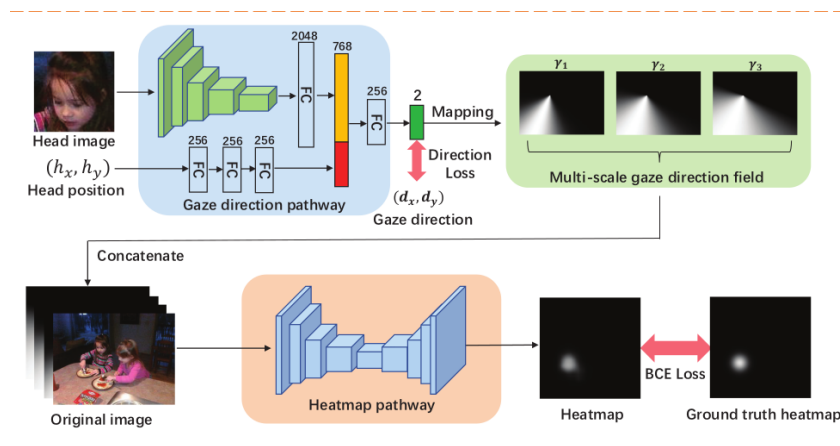 2048
768
FC
256
FC
2
Mapping
γ₁
γ₂
γ₃
Head image
(hₓ, hᵧ)
Head position
256
FC
256
FC
256
FC
Gaze direction pathway
Direction
Loss
(dₓ, dᵧ)
Gaze direction
Multi-scale gaze direction field
Concatenate
Original image
Heatmap pathway
Heatmap
BCE Loss
Ground truth heatmap